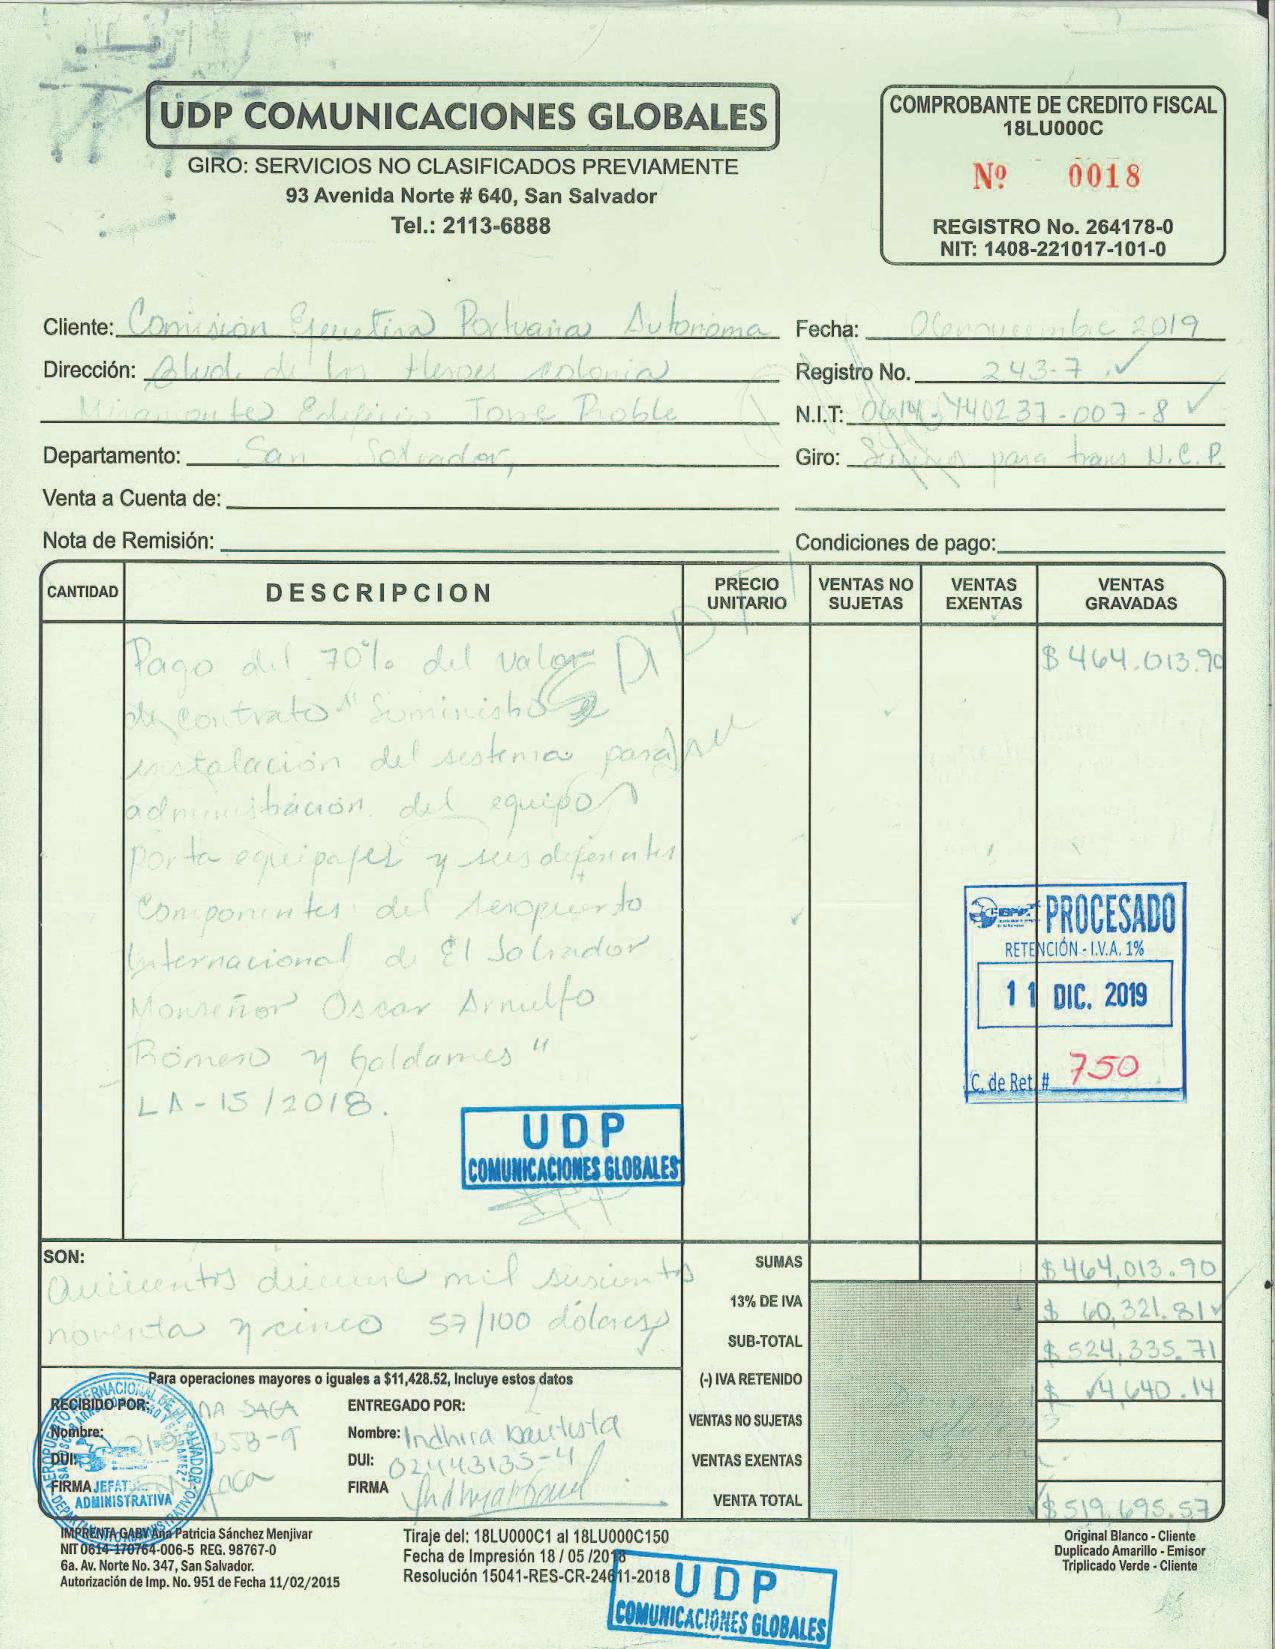 UDP COMUNICACIONES GLOBALES
GIRO: SERVICIOS NO CLASIFICADOS PREVIAMENTE
93 Avenida Norte # 640, San Salvador
Tel.: 2113-6888
COMPROBANTE DE CREDITO FISCAL
18LU000C
Nº 0018
REGISTRO No. 264178-0
NIT: 1408-221017-101-0
Cliente: Comisión Ejecutiva Portuaria Autonoma
Fecha: 06 noviembre 2019
Dirección: Blvd. de los Heroes colonia
Registro No. 243-7
Miramonte Edificio Torre Roble
N.I.T: 0614-140237-007-8
Departamento: San Salvador,
Giro: para trans N.C.P.
Venta a Cuenta de:
Nota de Remisión:
Condiciones de pago:
CANTIDAD DESCRIPCION PRECIO UNITARIO VENTAS NO SUJETAS VENTAS EXENTAS VENTAS GRAVADAS
Pago del 70% del valor $464.013.90
de contrato "Suministro e
instalación del sistema para
administración del equipo
porta equipajes y sus diferentes
Componentes del Aeropuerto
Internacional de El Salvador
Monseñor Oscar Arnulfo
Romero y Galdames"
LA-15/2018.
PROCESADO
RETENCIÓN - I.V.A. 1%
11 DIC. 2019
C. de Ret. # 750
UDP
COMUNICACIONES GLOBALES
SON:
Quinientos diecinueve mil seiscientos
noventa y cinco 57/100 dólares
SUMAS $464,013.90
13% DE IVA $ 60,321.81
SUB-TOTAL $524,335.71
(-) IVA RETENIDO $ 4,640.14
VENTAS NO SUJETAS
VENTAS EXENTAS
VENTA TOTAL $519,695.57
Para operaciones mayores o iguales a $11,428.52, Incluye estos datos
RECIBIDO POR: SAGA
Nombre:
DUI:
FIRMA
JEFATURA
ADMINISTRATIVA
ENTREGADO POR:
Nombre: Indhira Bautista
DUI: 02443135-4
FIRMA
IMPRENTA GABY Ana Patricia Sánchez Menjivar
NIT 0614-170764-006-5 REG. 98767-0
6a. Av. Norte No. 347, San Salvador.
Autorización de Imp. No. 951 de Fecha 11/02/2015
Tiraje del: 18LU000C1 al 18LU000C150
Fecha de Impresión 18 / 05 /2018
Resolución 15041-RES-CR-24611-2018
Original Blanco - Cliente
Duplicado Amarillo - Emisor
Triplicado Verde - Cliente
UDP
COMUNICACIONES GLOBALES